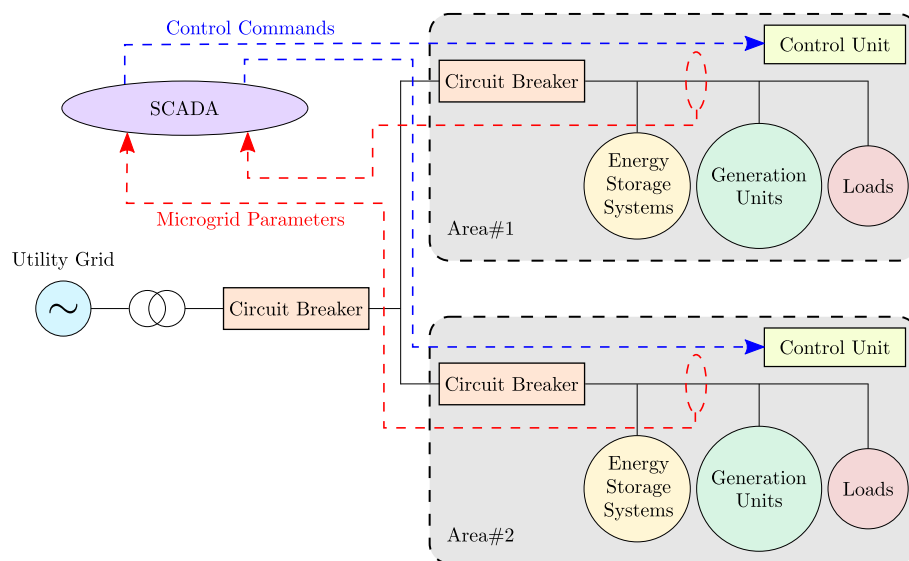 Control Commands
SCADA
Microgrid Parameters
Utility Grid
Circuit Breaker
Circuit Breaker
Control Unit
Energy
Storage
Systems
Generation
Units
Loads
Area#1
Circuit Breaker
Control Unit
Energy
Storage
Systems
Generation
Units
Loads
Area#2